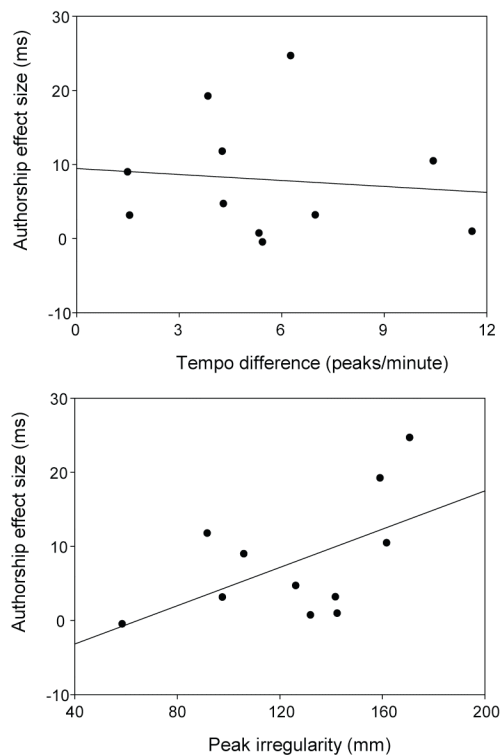 Authorship effect size (ms)
30
20
10
0
-10
0 3 6 9 12
Tempo difference (peaks/minute)
Authorship effect size (ms)
30
20
10
0
-10
40 80 120 160 200
Peak irregularity (mm)